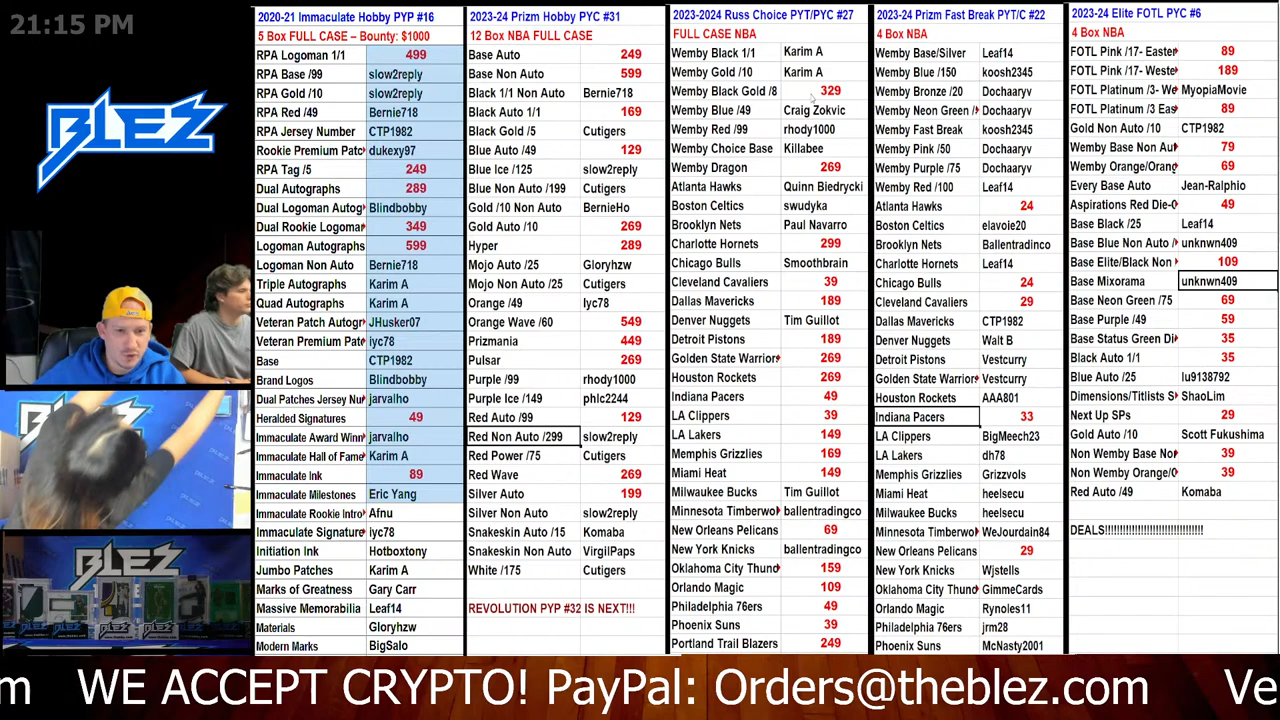 21:15 PM
BLEZ
BLEZ
2020-21 Immaculate Hobby PYP #16
5 Box FULL CASE – Bounty: $1000
RPA Logoman 1/1 499
RPA Base /99 slow2reply
RPA Gold /10 slow2reply
RPA Red /49 Bernie718
RPA Jersey Number CTP1982
Rookie Premium Patc dukexy97
RPA Tag /5 249
Dual Autographs 289
Dual Logoman Autog Blindbobby
Dual Rookie Logoma 349
Logoman Autographs 599
Logoman Non Auto Bernie718
Triple Autographs Karim A
Quad Autographs Karim A
Veteran Patch Autogr JHusker07
Veteran Premium Pat iyc78
Base CTP1982
Brand Logos Blindbobby
Dual Patches Jersey Nu jarvalho
Heralded Signatures 49
Immaculate Award Winn jarvalho
Immaculate Hall of Fame Karim A
Immaculate Ink 89
Immaculate Milestones Eric Yang
Immaculate Rookie Intro Afnu
Immaculate Signature iyc78
Initiation Ink Hotboxtony
Jumbo Patches Karim A
Marks of Greatness Gary Carr
Massive Memorabilia Leaf14
Materials Gloryhzw
Modern Marks BigSalo
2023-24 Prizm Hobby PYC #31
12 Box NBA FULL CASE
Base Auto 249
Base Non Auto 599
Black 1/1 Non Auto Bernie718
Black Auto 1/1 169
Black Gold /5 Cutigers
Blue Auto /49 129
Blue Ice /125 slow2reply
Blue Non Auto /199 Cutigers
Gold /10 Non Auto BernieHo
Gold Auto /10 269
Hyper 289
Mojo Auto /25 Gloryhzw
Mojo Non Auto /25 Cutigers
Orange /49 Iyc78
Orange Wave /60 549
Prizmania 449
Pulsar 269
Purple /99 rhody1000
Purple Ice /149 phlc2244
Red Auto /99 129
Red Non Auto /299 slow2reply
Red Power /75 Cutigers
Red Wave 269
Silver Auto 199
Silver Non Auto slow2reply
Snakeskin Auto /15 Komaba
Snakeskin Non Auto VirgilPaps
White /175 Cutigers
REVOLUTION PYP #32 IS NEXT!!!
2023-2024 Russ Choice PYT/PYC #27
FULL CASE NBA
Wemby Black 1/1 Karim A
Wemby Gold /10 Karim A
Wemby Black Gold /8 329
Wemby Blue /49 Craig Zokvic
Wemby Red /99 rhody1000
Wemby Choice Base Killabee
Wemby Dragon 269
Atlanta Hawks Quinn Biedrycki
Boston Celtics swudyka
Brooklyn Nets Paul Navarro
Charlotte Hornets 299
Chicago Bulls Smoothbrain
Cleveland Cavaliers 39
Dallas Mavericks 189
Denver Nuggets Tim Guillot
Detroit Pistons 189
Golden State Warrior 269
Houston Rockets 269
Indiana Pacers 49
LA Clippers 39
LA Lakers 149
Memphis Grizzlies 169
Miami Heat 149
Milwaukee Bucks Tim Guillot
Minnesota Timberwo ballentradingco
New Orleans Pelicans 69
New York Knicks ballentradingco
Oklahoma City Thund 159
Orlando Magic 109
Philadelphia 76ers 49
Phoenix Suns 39
Portland Trail Blazers 249
2023-24 Prizm Fast Break PYT/C #22
4 Box NBA
Wemby Base/Silver Leaf14
Wemby Blue /150 koosh2345
Wemby Bronze /20 Dochaaryv
Wemby Neon Green / Dochaaryv
Wemby Fast Break koosh2345
Wemby Pink /50 Dochaaryv
Wemby Purple /75 Dochaaryv
Wemby Red /100 Leaf14
Atlanta Hawks 24
Boston Celtics elavoie20
Brooklyn Nets Ballentradinco
Charlotte Hornets Leaf14
Chicago Bulls 24
Cleveland Cavaliers 29
Dallas Mavericks CTP1982
Denver Nuggets Walt B
Detroit Pistons Vestcurry
Golden State Warrior Vestcurry
Houston Rockets AAA801
Indiana Pacers 33
LA Clippers BigMeech23
LA Lakers dh78
Memphis Grizzlies Grizzvols
Miami Heat heelsecu
Milwaukee Bucks heelsecu
Minnesota Timberwo WeJourdain84
New Orleans Pelicans 29
New York Knicks Wjstells
Oklahoma City Thund GimmeCards
Orlando Magic Rynoles11
Philadelphia 76ers jrm28
Phoenix Suns McNasty2001
2023-24 Elite FOTL PYC #6
4 Box NBA
FOTL Pink /17- Easter 89
FOTL Pink /17- Weste 189
FOTL Platinum /3- We MyopiaMovie
FOTL Platinum /3 Eas 89
Gold Non Auto /10 CTP1982
Wemby Base Non Au 79
Wemby Orange/Orang 69
Every Base Auto Jean-Ralphio
Aspirations Red Die-C 49
Base Black /25 Leaf14
Base Blue Non Auto / unknwn409
Base Elite/Black Non 109
Base Mixorama unknwn409
Base Neon Green /75 69
Base Purple /49 59
Base Status Green Di 35
Black Auto 1/1 35
Blue Auto /25 lu9138792
Dimensions/Titlists S ShaoLim
Next Up SPs 29
Gold Auto /10 Scott Fukushima
Non Wemby Base Non 39
Non Wemby Orange/O 39
Red Auto /49 Komaba
DEALS!!!!!!!!!!!!!!!!!!!!!!!!!!!!!!!!!!
m WE ACCEPT CRYPTO! PayPal: Orders@theblez.com Ve